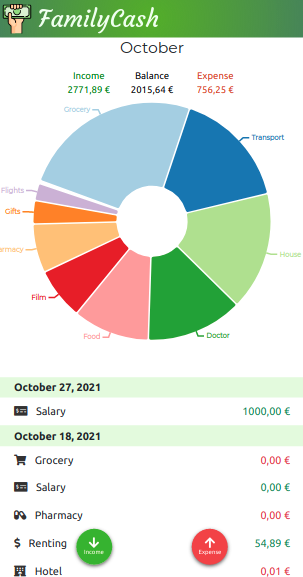 FamilyCash
October
Income Balance Expense
2771,89 € 2015,64 € 756,25 €
Grocery
Transport
Flights
Gifts
armacy
House
Film
Food
Doctor
October 27, 2021
Salary 1000,00 €
October 18, 2021
Grocery 0,00 €
Salary 0,00 €
Pharmacy 0,00 €
$ Renting 54,89 €
Income Expense
Hotel 0,01 €